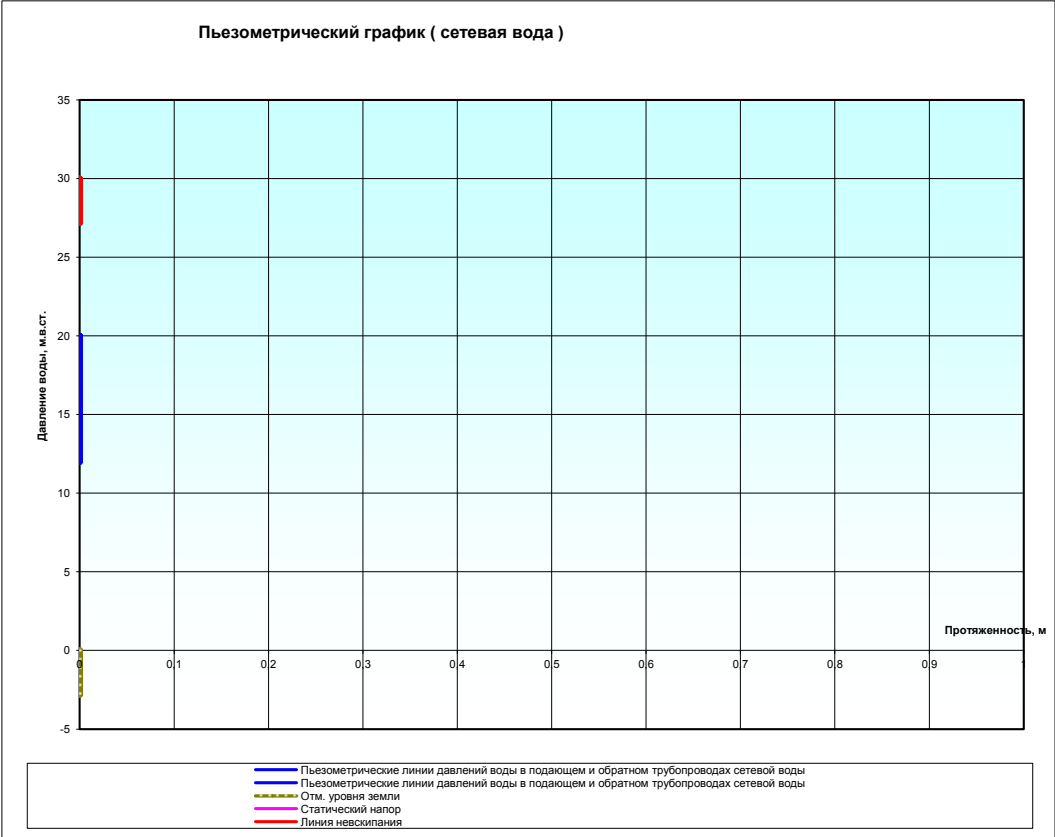 Пьезометрический график ( сетевая вода )
35
30
25
20
15
10
5
0
-5
Давление воды, м.в.ст.
Протяженность, м
0 0,1 0,2 0,3 0,4 0,5 0,6 0,7 0,8 0,9 1
Пьезометрические линии давлений воды в подающем и обратном трубопроводах сетевой воды
Пьезометрические линии давлений воды в подающем и обратном трубопроводах сетевой воды
Отм. уровня земли
Статический напор
Линия невскипания